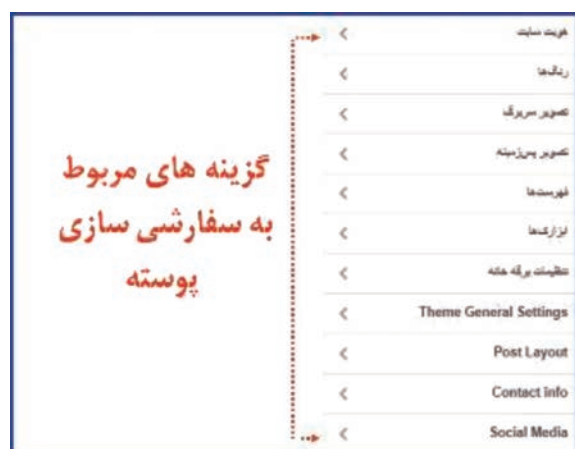 هویت سایت
رنگ‌ها
تصویر سربرگ
تصویر پس‌زمینه
فهرست‌ها
ابزارک‌ها
تنظیمات برگه خانه
Theme General Settings
Post Layout
Contact info
Social Media
گزینه های مربوط
به سفارشی سازی
پوسته